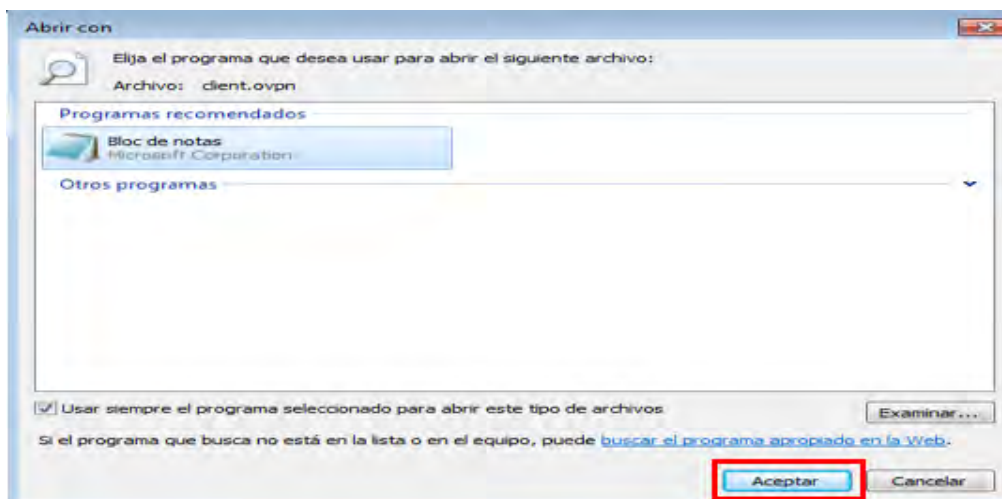 Abrir con
Elija el programa que desea usar para abrir el siguiente archivo:
Archivo: client.ovpn
Programas recomendados
Bloc de notas
Microsoft Corporation
Otros programas
Usar siempre el programa seleccionado para abrir este tipo de archivos
Examinar...
Si el programa que busca no está en la lista o en el equipo, puede buscar el programa apropiado en la Web.
Aceptar
Cancelar